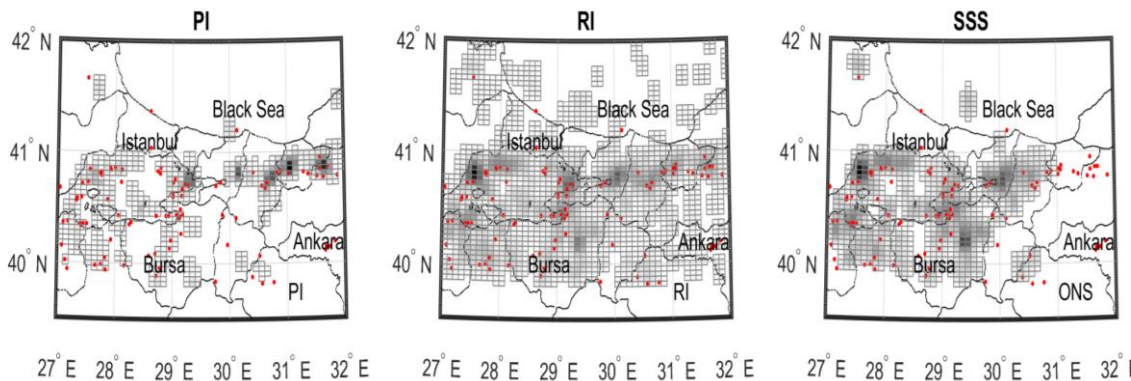 PI
42° N
41° N
40° N
Black Sea
Istanbul
Ankara
Bursa
PI
27° E 28° E 29° E 30° E 31° E 32° E
RI
42° N
41° N
40° N
Black Sea
Istanbul
Ankara
Bursa
RI
27° E 28° E 29° E 30° E 31° E 32° E
SSS
42° N
41° N
40° N
Black Sea
Istanbul
Ankara
Bursa
ONS
27° E 28° E 29° E 30° E 31° E 32° E